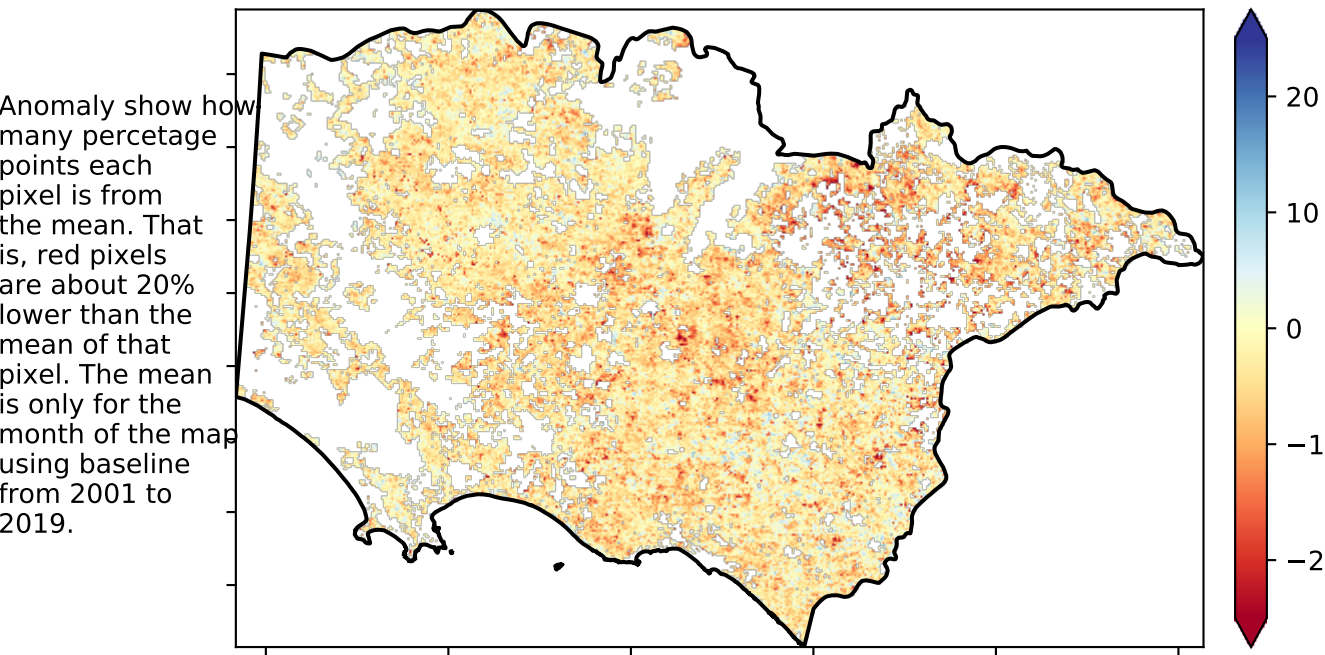 Anomaly show how
many percetage
points each
pixel is from
the mean. That
is, red pixels
are about 20%
lower than the
mean of that
pixel. The mean
is only for the
month of the map
using baseline
from 2001 to
2019.
20
10
0
−1
−2